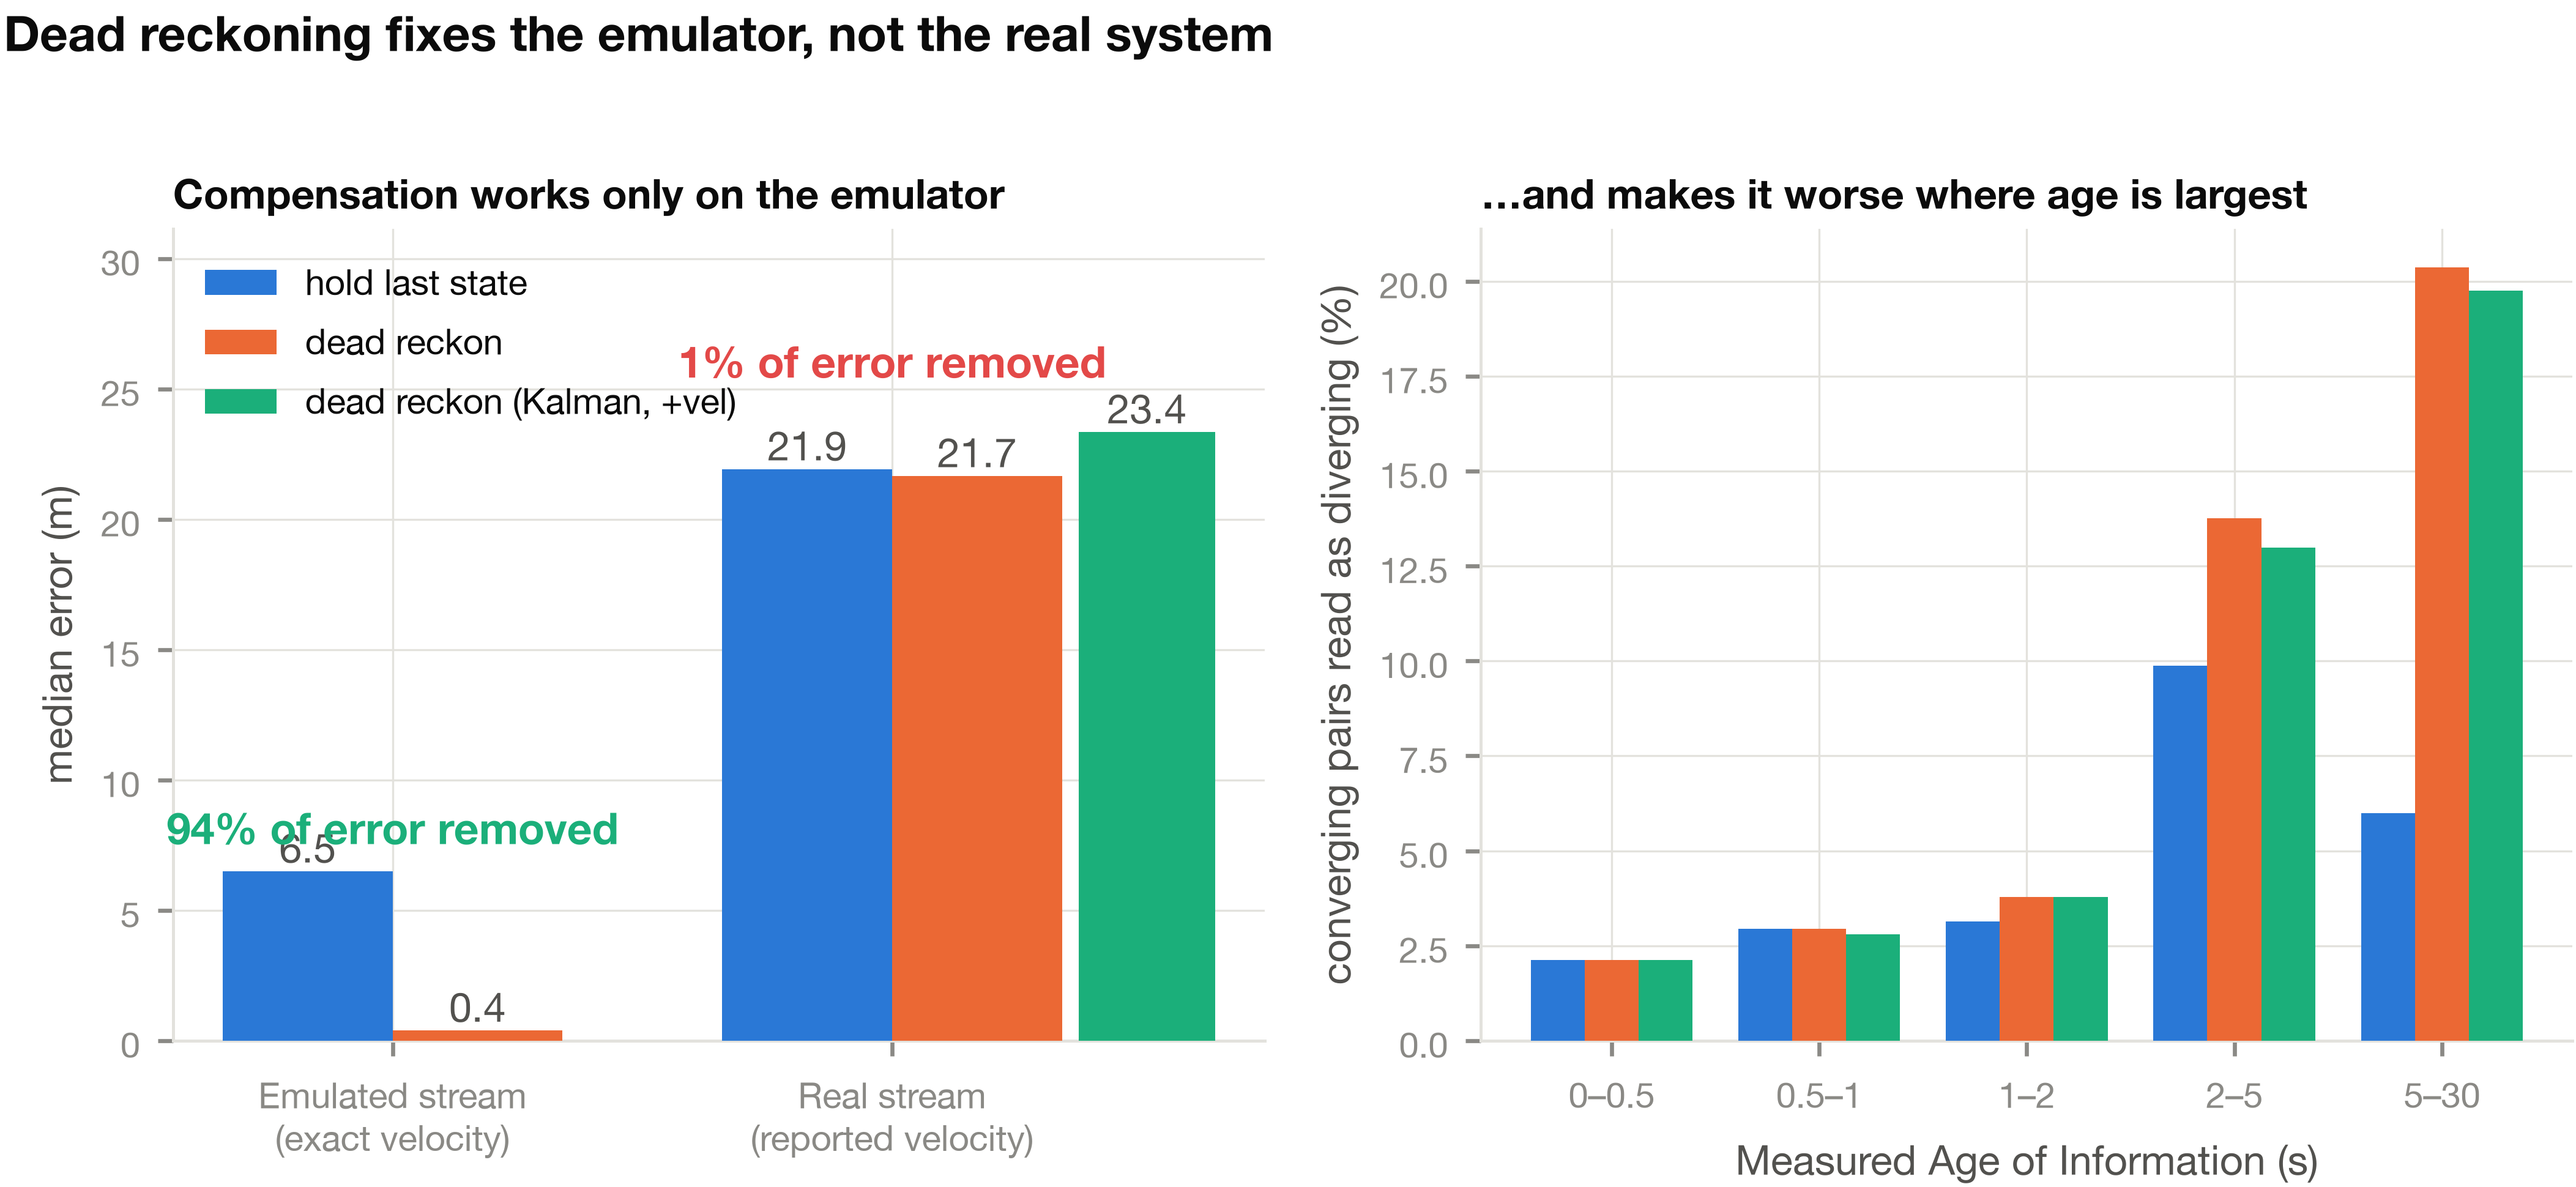 Dead reckoning fixes the emulator, not the real system
Compensation works only on the emulator
median error (m)
30
25
20
15
10
5
0
hold last state
dead reckon
dead reckon (Kalman, +vel)
1% of error removed
94% of error removed
6.5
0.4
21.9
21.7
23.4
Emulated stream
(exact velocity)
Real stream
(reported velocity)
...and makes it worse where age is largest
converging pairs read as diverging (%)
20.0
17.5
15.0
12.5
10.0
7.5
5.0
2.5
0.0
0–0.5
0.5–1
1–2
2–5
5–30
Measured Age of Information (s)